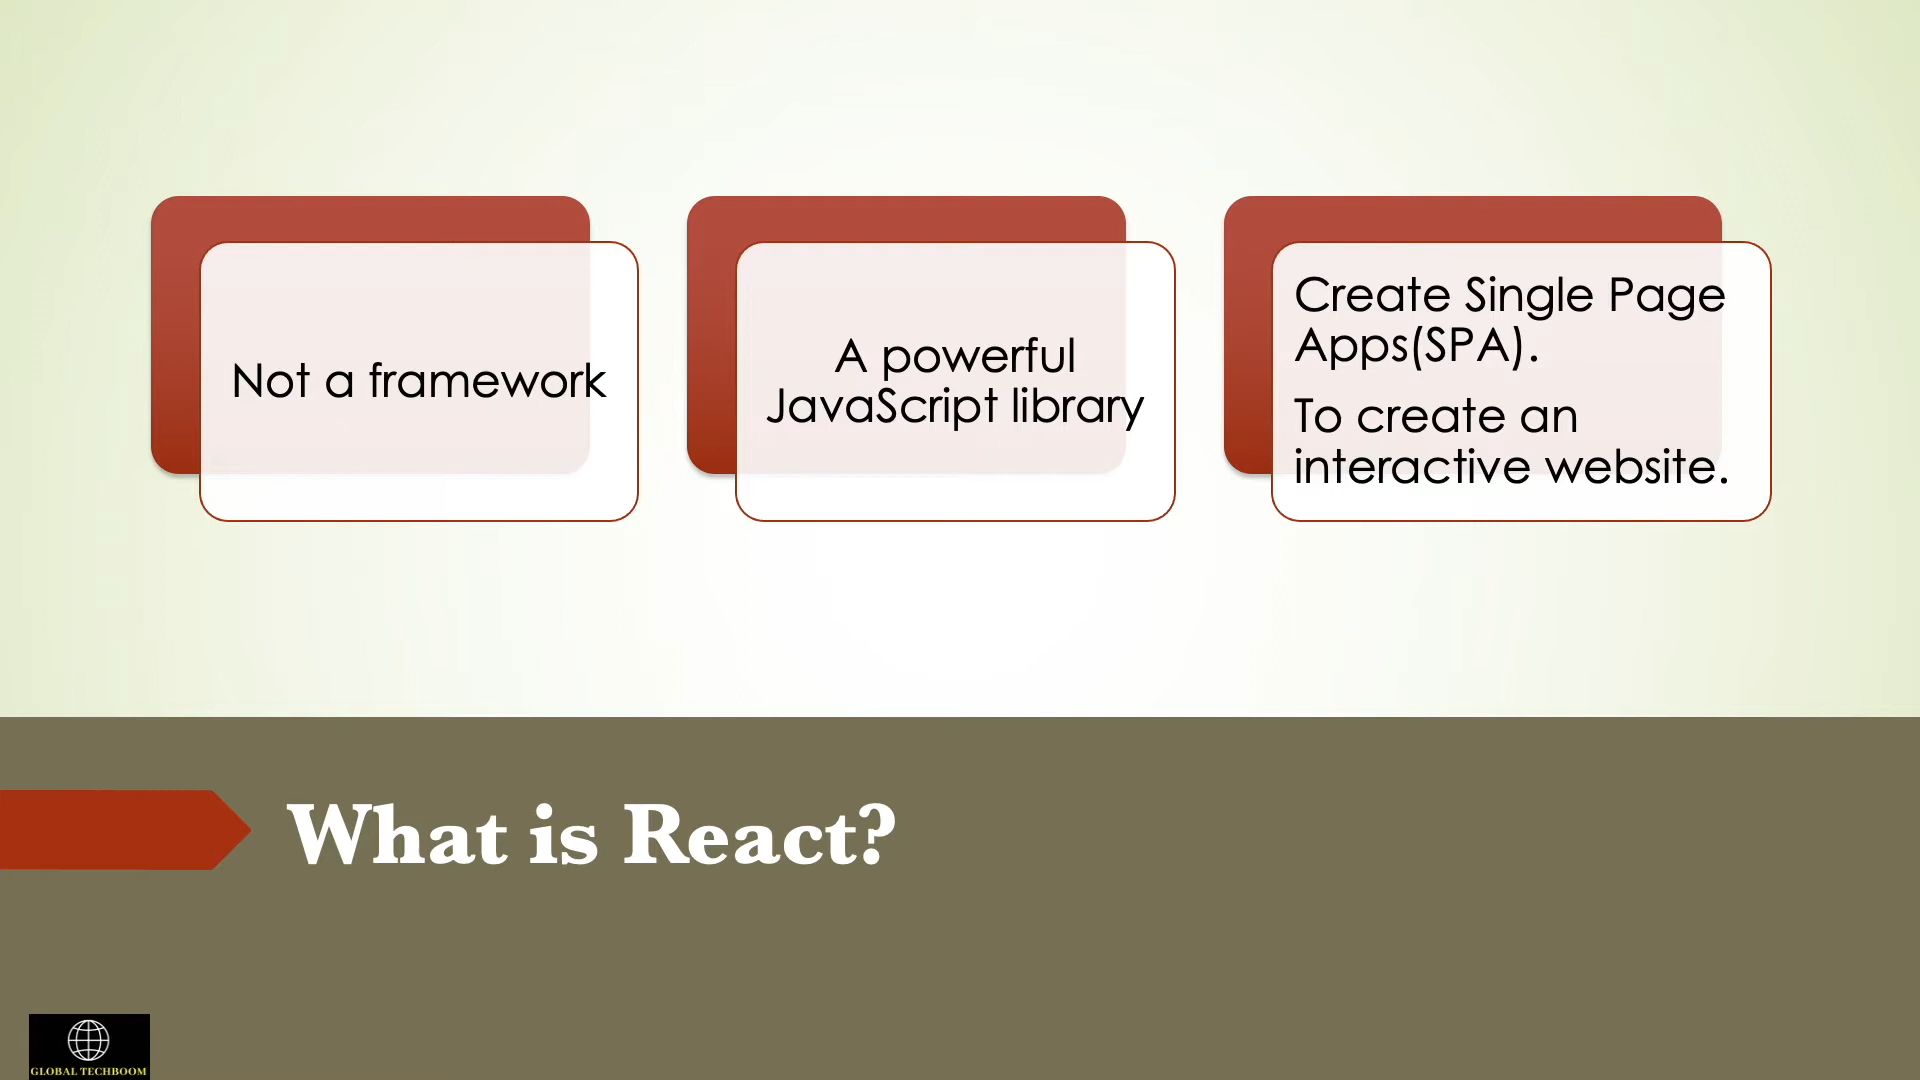 Not a framework
A powerful
JavaScript library
Create Single Page
Apps(SPA).
To create an
interactive website.
What is React?
GLOBAL TECHBOOM